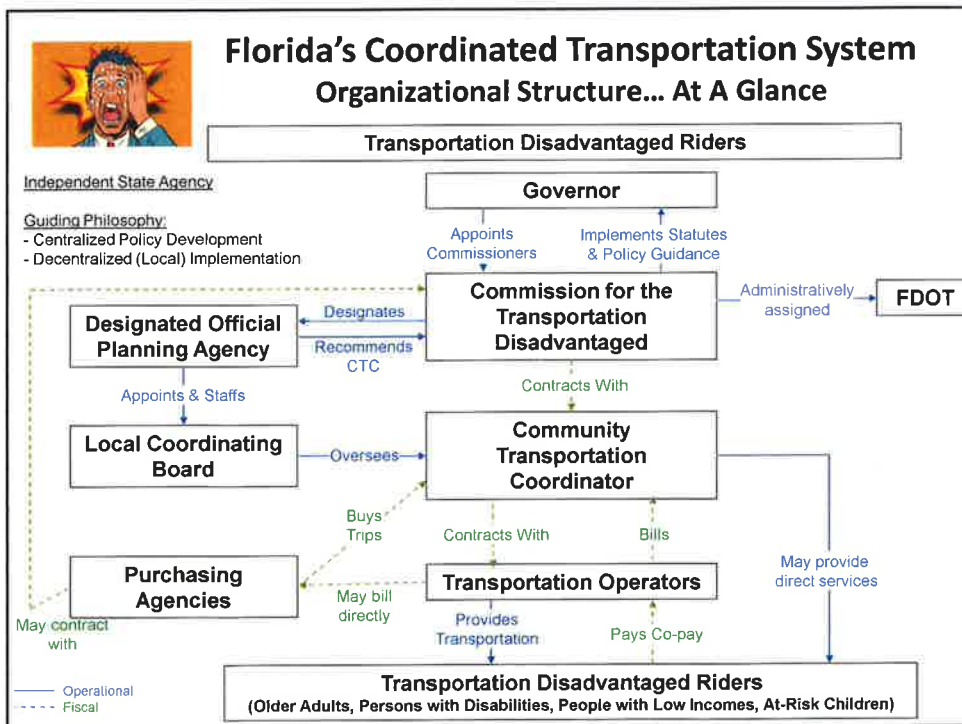 Florida's Coordinated Transportation System
Organizational Structure... At A Glance
Transportation Disadvantaged Riders
Independent State Agency
Guiding Philosophy:
- Centralized Policy Development
- Decentralized (Local) Implementation
Governor
Appoints
Commissioners
Implements Statutes
& Policy Guidance
Commission for the
Transportation
Disadvantaged
Administratively
assigned
FDOT
Designated Official
Planning Agency
Designates
Recommends
CTC
Contracts With
Appoints & Staffs
Local Coordinating
Board
Oversees
Community
Transportation
Coordinator
Buys
Trips
Contracts With
Bills
May provide
direct services
Purchasing
Agencies
May bill
directly
Transportation Operators
May contract
with
Provides
Transportation
Pays Co-pay
Transportation Disadvantaged Riders
(Older Adults, Persons with Disabilities, People with Low Incomes, At-Risk Children)
Operational
Fiscal